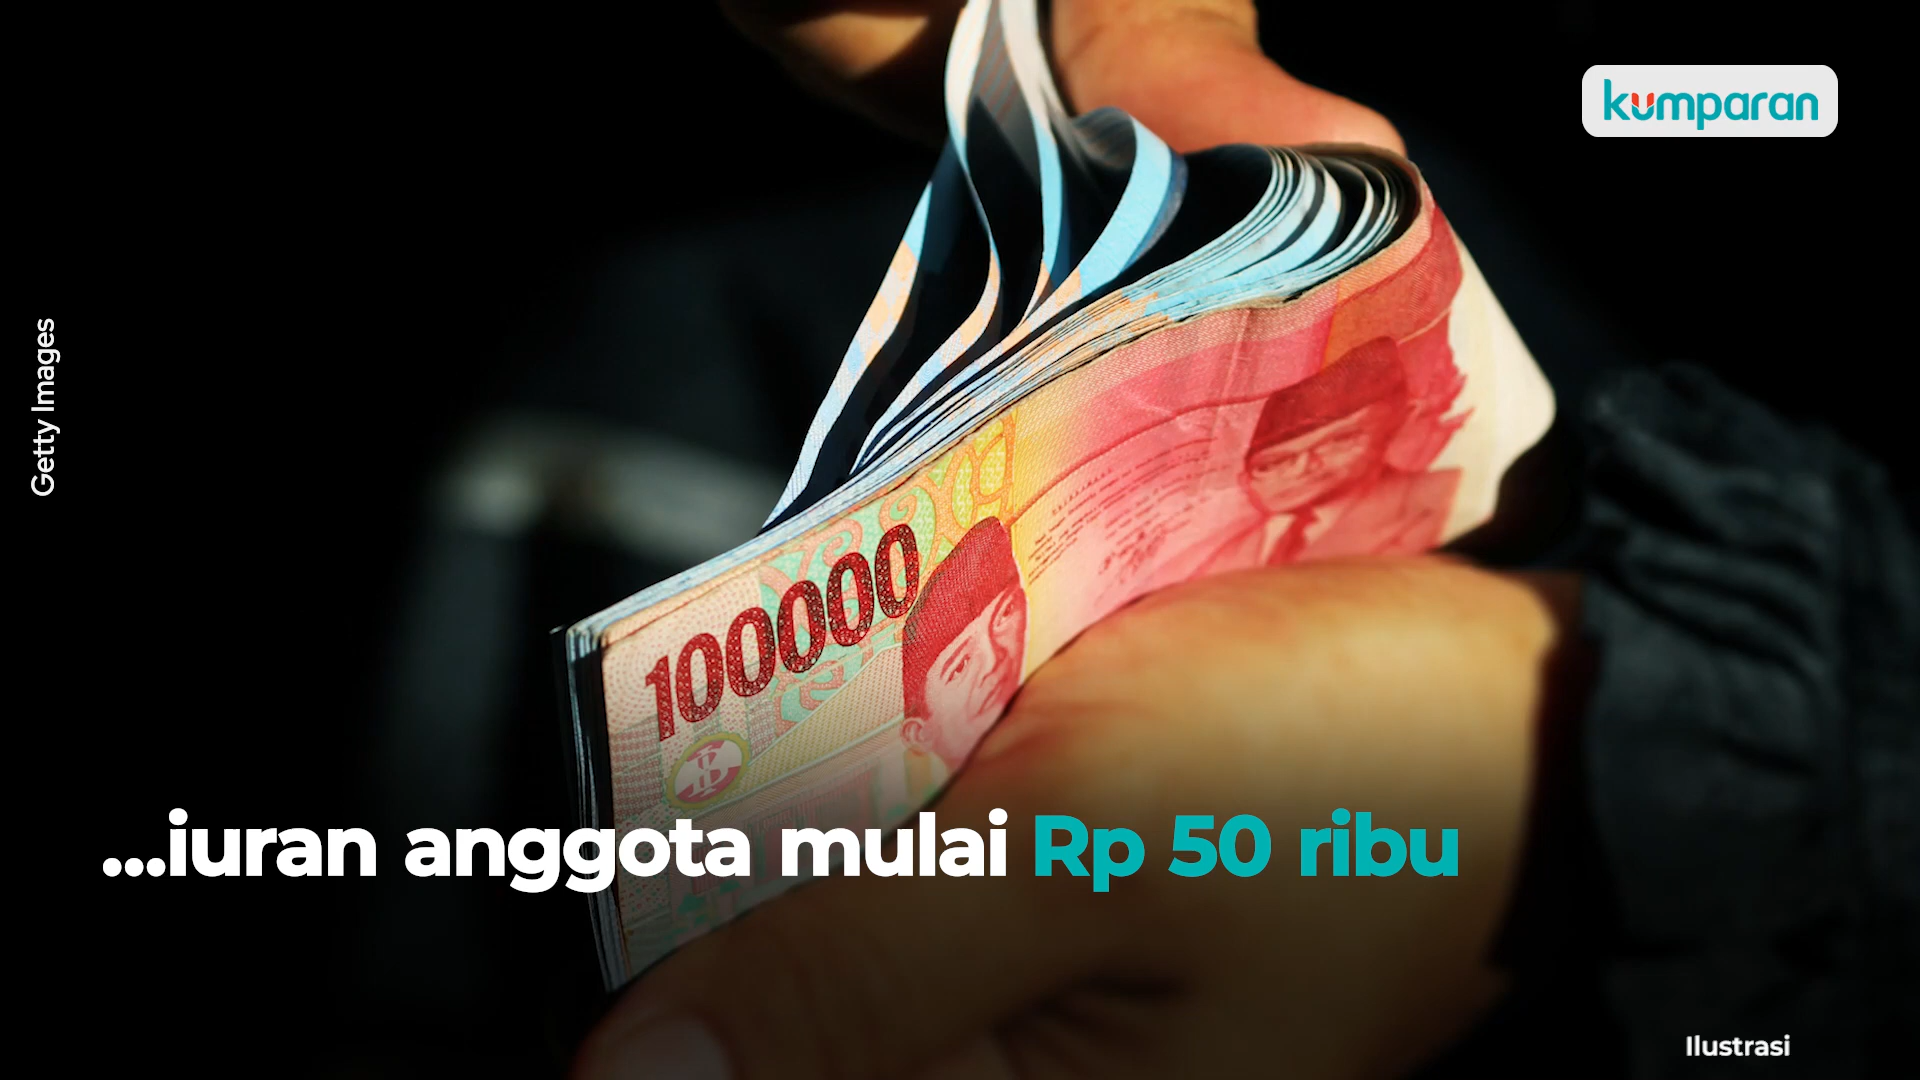 kumparan
Getty Images
100000
...iuran anggota mulai Rp 50 ribu
Ilustrasi